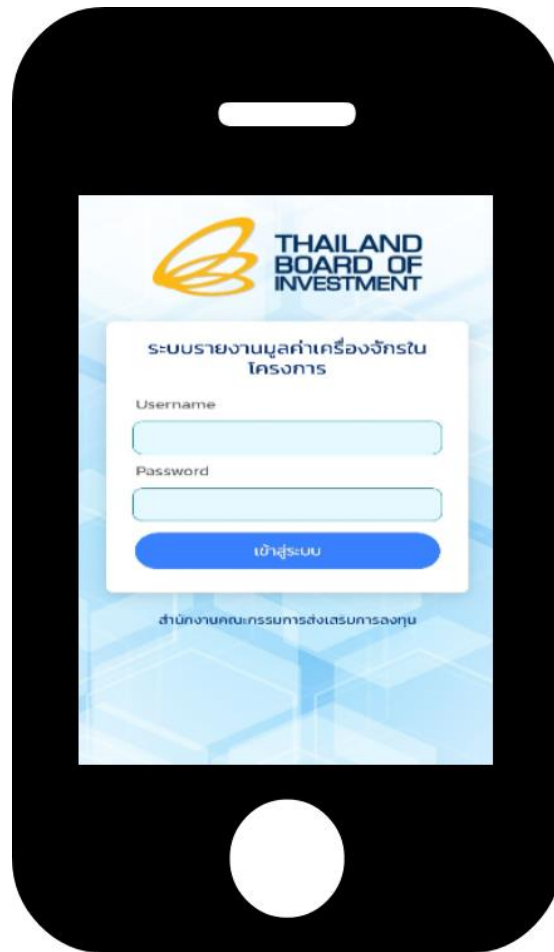 THAILAND
BOARD OF
INVESTMENT
ระบบรายงานมูลค่าเครื่องจักรใน
โครงการ
Username
Password
เข้าสู่ระบบ
สำนักงานคณะกรรมการส่งเสริมการลงทุน